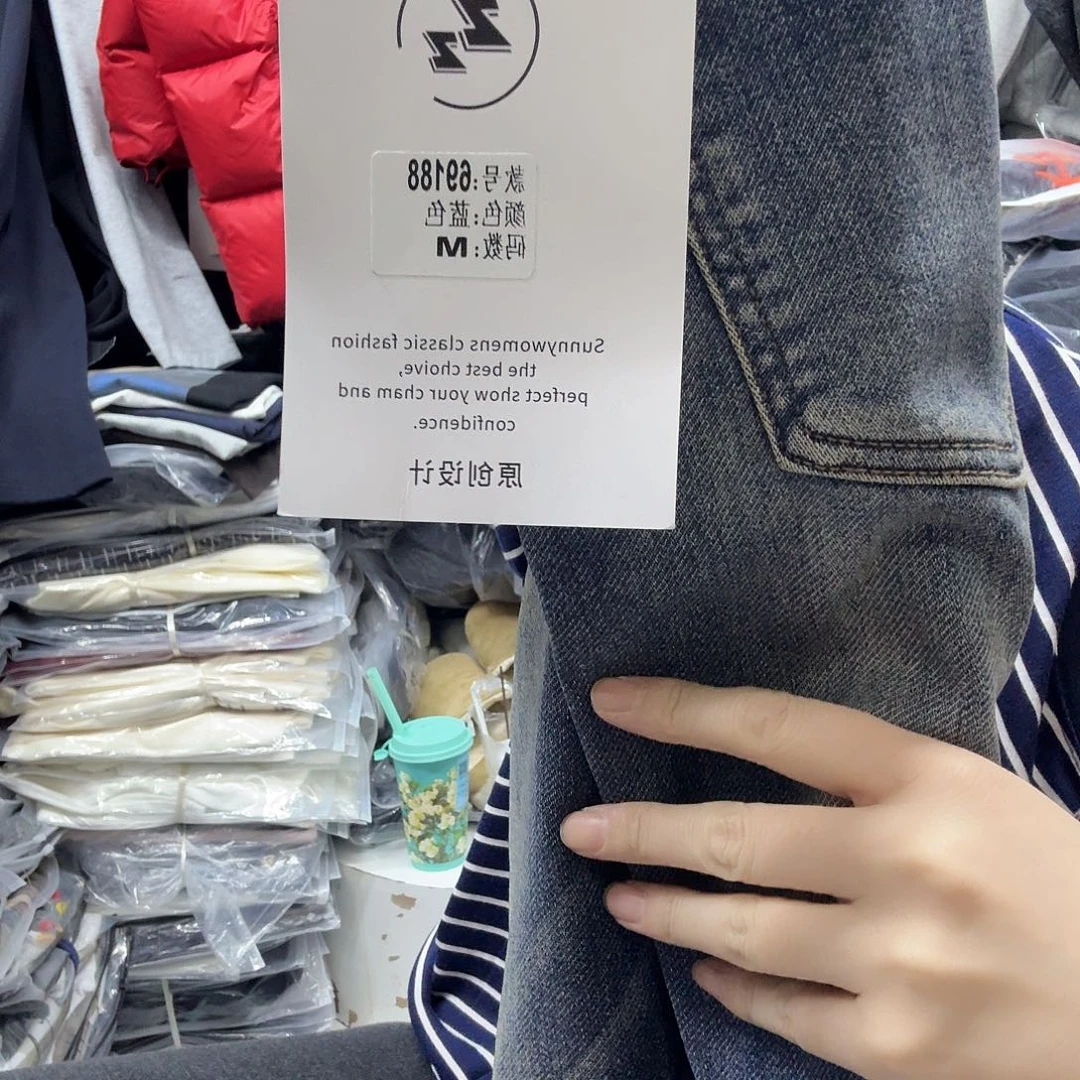 款号:69188
颜色:蓝色
码数:M
Sunnywomens classic fashion
the best choive,
perfect show your cham and
confidence.
原创设计